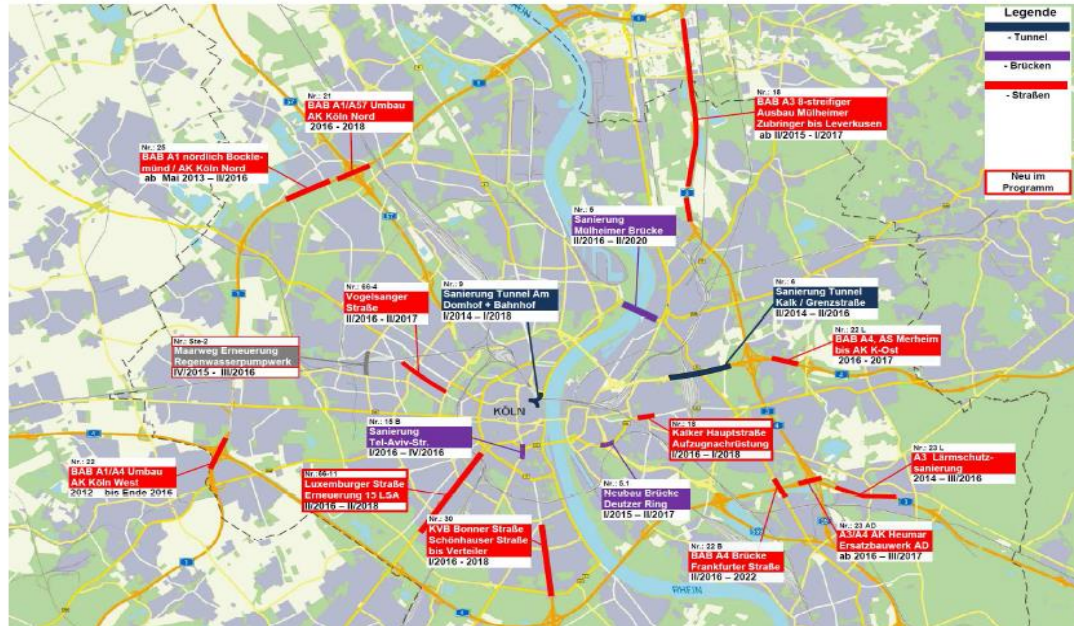 Legende
- Tunnel
- Brücken
- Straßen
Neu im
Programm
Nr.: 21
BAB A1/A57 Umbau
AK Köln Nord
2016 - 2018
Nr.: 25
BAB A1 nördlich Bockle-
münd / AK Köln Nord
ab Mai 2013 – II/2016
BAB A3 8-streifiger
Ausbau Mülheimer
Zubringer bis Leverkusen
ab II/2015 - I/2017
Sanierung
Mülheimer Brücke
II/2016 – II/2020
Nr.: 66-4
Vogelsanger
Straße
II/2016 - II/2017
Nr.: 9
Sanierung Tunnel Am
Domhof + Bahnhof
I/2014 – I/2018
Nr.: 6
Sanierung Tunnel
Kalk / Grenzstraße
II/2014 – II/2016
Nr.: 22 L
BAB A4, AS Merheim
bis AK K-Ost
2016 - 2017
Nr.: Ste-2
Maarweg Erneuerung
Regenwasserpumpwerk
IV/2015 - III/2016
KÖLN
Nr.: 15 B
Sanierung
Tel-Aviv-Str.
I/2016 – IV/2016
Kalker Hauptstraße
Aufzugnachrüstung
I/2016 – I/2018
Nr.: 23 L
A3 Lärmschutz-
sanierung
2014 – III/2016
BAB A1/A4 Umbau
AK Köln West
2012 bis Ende 2016
Nr.: 66-11
Luxemburger Straße
Erneuerung 15 LSA
II/2016 – II/2018
Nr.: 5.1
Neubau Brücke
Deutzer Ring
I/2015 – II/2017
Nr.: 30
KVB Bonner Straße
Schönhauser Straße
bis Verteiler
I/2016 - 2018
Nr.: 22 B
BAB A4 Brücke
Frankfurter Straße
II/2016 – 2022
Nr.: 23 AD
A3/A4 AK Heumar
Ersatzbauwerk AD
ab 2016 – III/2017
RHEIN